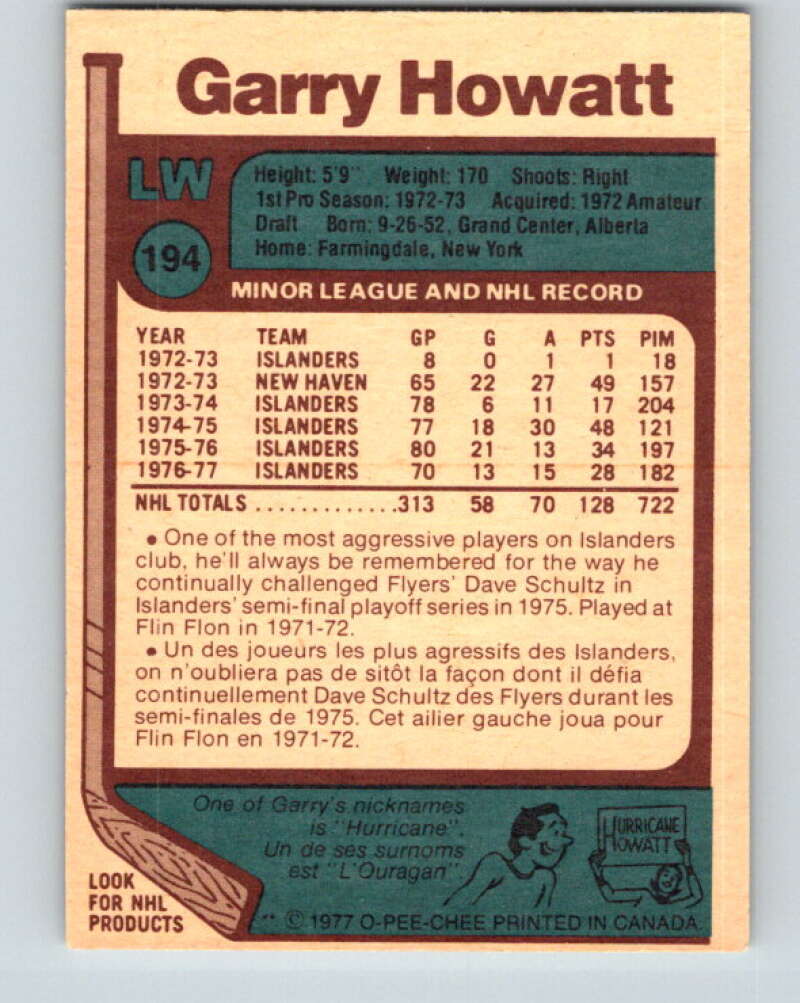 Garry Howatt
LW
194
Height: 5'9" Weight: 170 Shoots: Right
1st Pro Season: 1972-73 Acquired: 1972 Amateur
Draft Born: 9-26-52, Grand Center, Alberta
Home: Farmingdale, New York
MINOR LEAGUE AND NHL RECORD
YEAR TEAM GP G A PTS PIM
1972-73 ISLANDERS 8 0 1 1 18
1972-73 NEW HAVEN 65 22 27 49 157
1973-74 ISLANDERS 78 6 11 17 204
1974-75 ISLANDERS 77 18 30 48 121
1975-76 ISLANDERS 80 21 13 34 197
1976-77 ISLANDERS 70 13 15 28 182
NHL TOTALS .............313 58 70 128 722
• One of the most aggressive players on Islanders
club, he'll always be remembered for the way he
continually challenged Flyers' Dave Schultz in
Islanders' semi-final playoff series in 1975. Played at
Flin Flon in 1971-72.
• Un des joueurs les plus agressifs des Islanders,
on n'oubliera pas de sitôt la façon dont il défia
continuellement Dave Schultz des Flyers durant les
semi-finales de 1975. Cet ailier gauche joua pour
Flin Flon en 1971-72.
One of Garry's nicknames
is "Hurricane".
Un de ses surnoms
est "L'Ouragan".
HURRICANE
HOWATT
LOOK
FOR NHL
PRODUCTS
** © 1977 O-PEE-CHEE PRINTED IN CANADA.